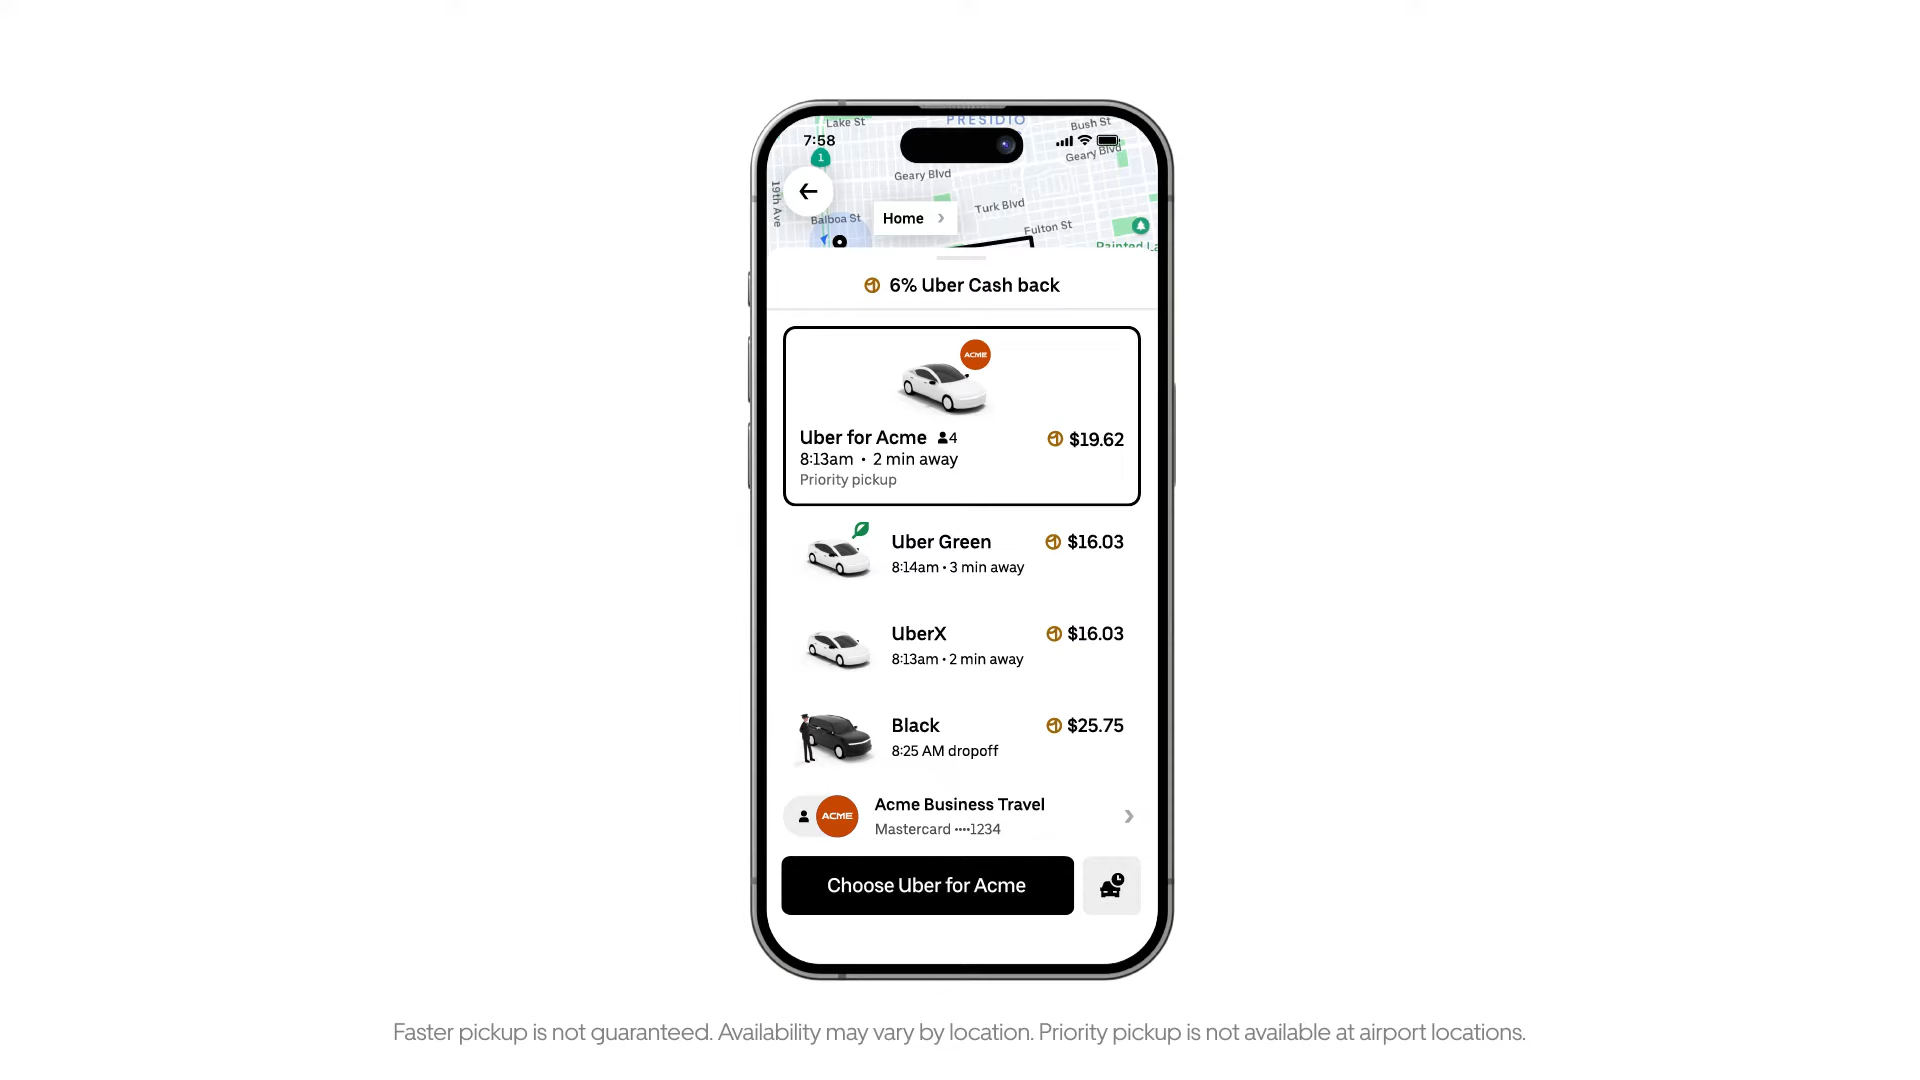 Lake St
PRESIDIO
Bush St
7:58
1
Geary Blvd
Geary Blvd
19th Ave
Turk Blvd
Balboa St
Home
Fulton St
Painted La
6% Uber Cash back
ACME
Uber for Acme 4
$19.62
8:13am • 2 min away
Priority pickup
Uber Green
$16.03
8:14am • 3 min away
UberX
$16.03
8:13am • 2 min away
Black
$25.75
8:25 AM dropoff
ACME
Acme Business Travel
Mastercard ••••1234
Choose Uber for Acme
Faster pickup is not guaranteed. Availability may vary by location. Priority pickup is not available at airport locations.